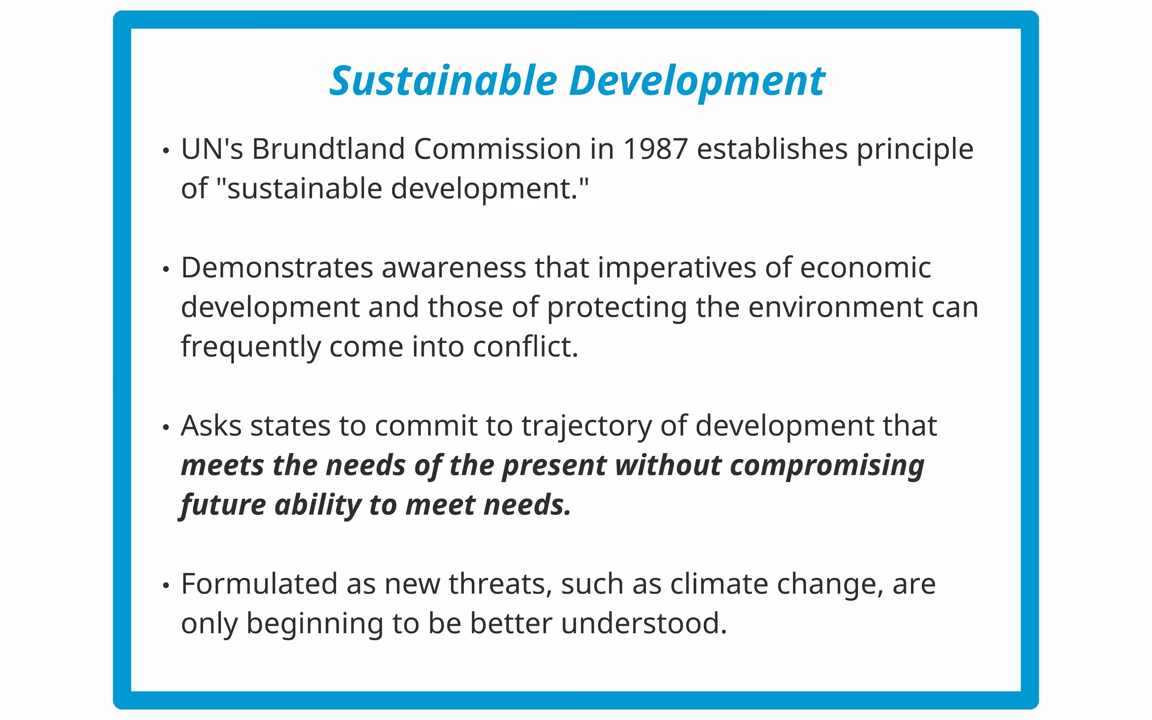 Sustainable Development
• UN's Brundtland Commission in 1987 establishes principle
of "sustainable development."
• Demonstrates awareness that imperatives of economic
development and those of protecting the environment can
frequently come into conflict.
• Asks states to commit to trajectory of development that
meets the needs of the present without compromising
future ability to meet needs.
• Formulated as new threats, such as climate change, are
only beginning to be better understood.